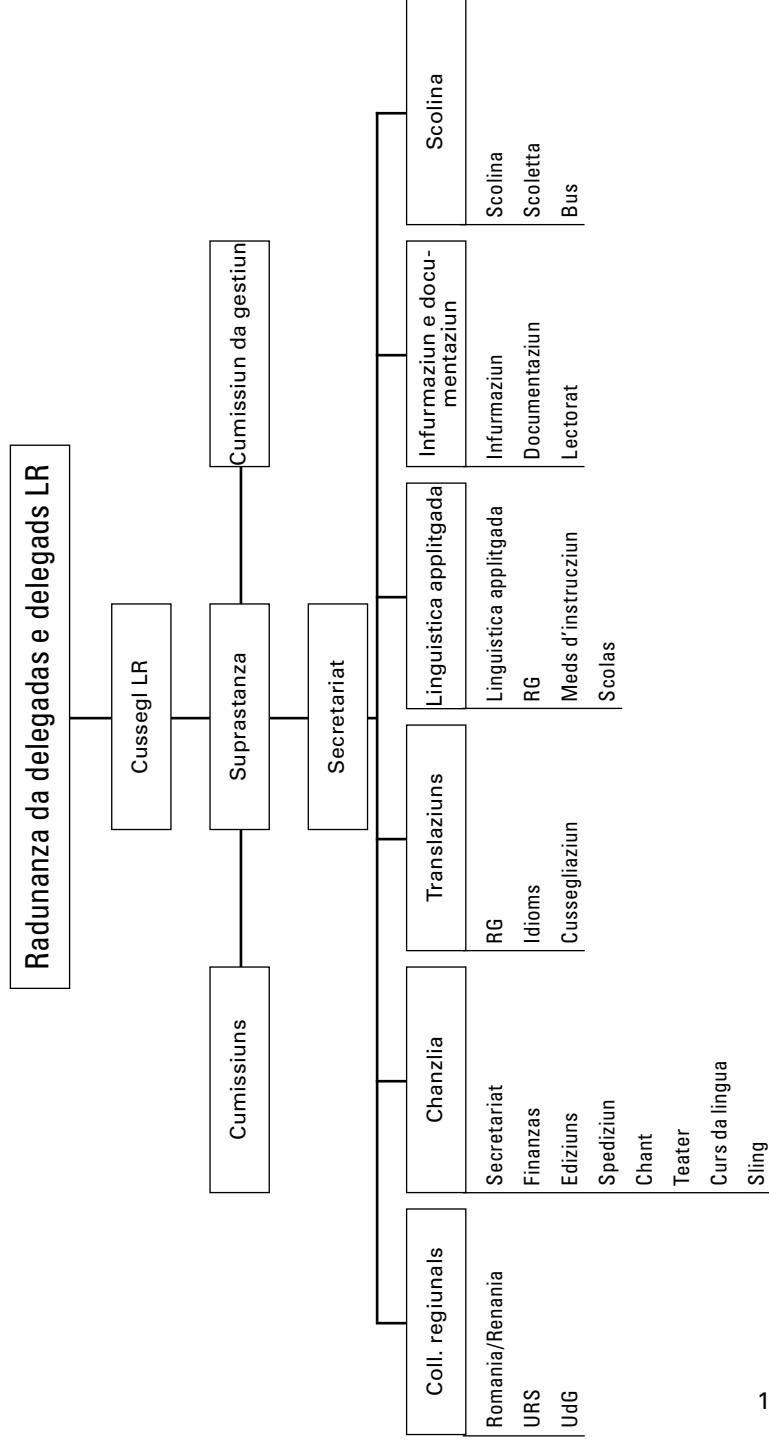 Radunanza da delegadas e delegads LR
Cussegl LR
Cumissiuns
Suprastanza
Cumissiun da gestiun
Secretariat
Coll. regiunals
Romania/Renania
URS
UdG
Chanzlia
Secretariat
Finanzas
Ediziuns
Spediziun
Chant
Teater
Curs da lingua
Sling
Translaziuns
RG
Idioms
Cussegliaziun
Linguistica applitgada
Linguistica applitgada
RG
Meds d'instrucziun
Scolas
Infurmaziun e docu-
mentaziun
Infurmaziun
Documentaziun
Lectorat
Scolina
Scolina
Scoletta
Bus
1